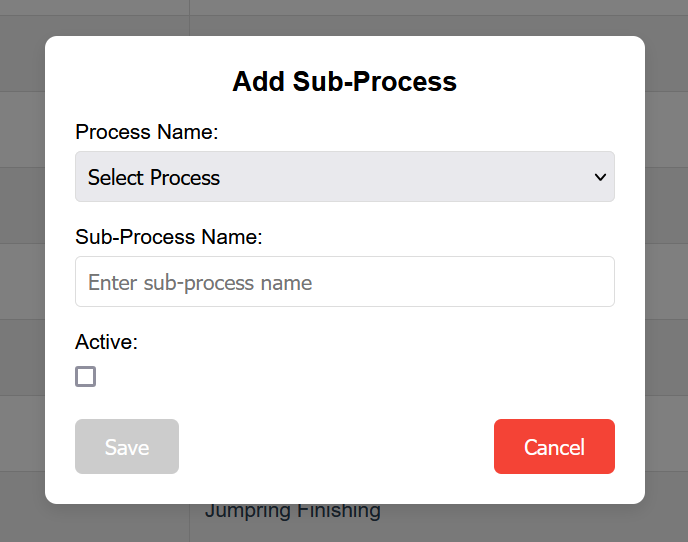 Add Sub-Process
Process Name:
Select Process
Sub-Process Name:
Enter sub-process name
Active:
Save
Cancel
Jumpring Finishing